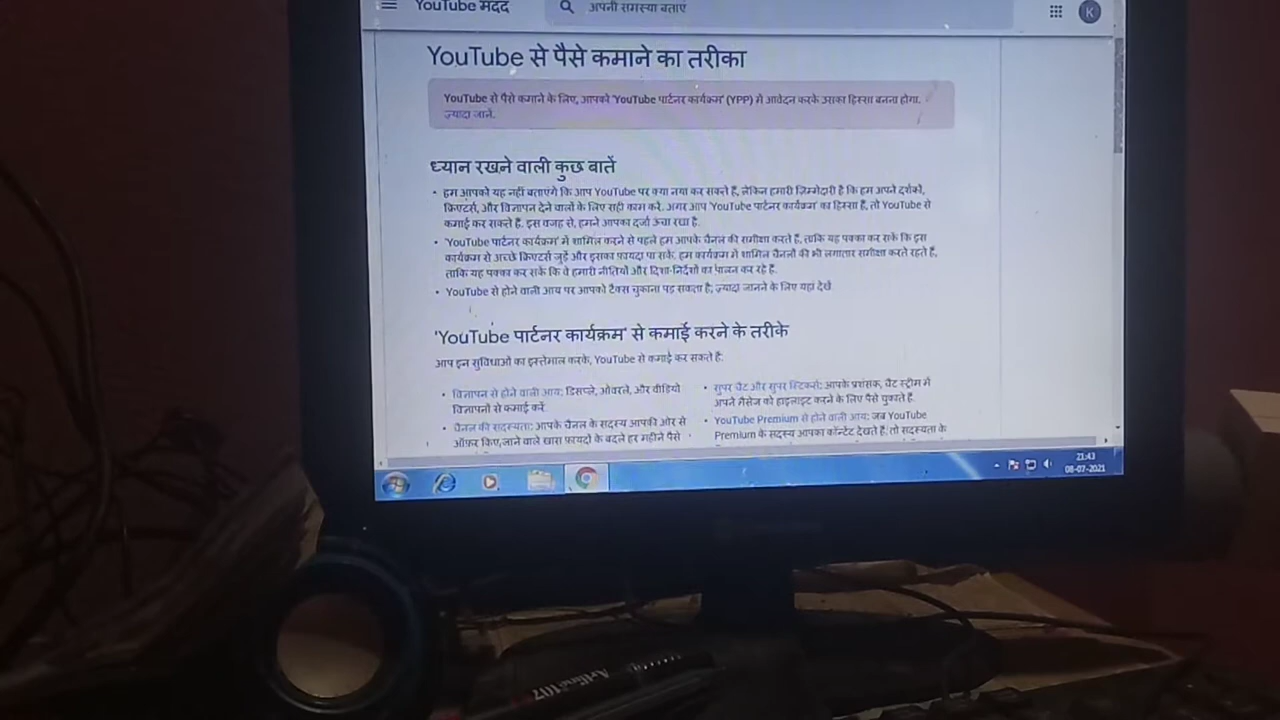 YouTube मदद
अपनी समस्या बताएं
K
YouTube से पैसे कमाने का तरीका
YouTube से पैसे कमाने के लिए, आपको 'YouTube पार्टनर कार्यक्रम' (YPP) में आवेदन करके उसका हिस्सा बनना होगा.
ज़्यादा जानें.
ध्यान रखने वाली कुछ बातें
• हम आपको यह नहीं बताएंगे कि आप YouTube पर क्या नया कर सकते हैं, लेकिन हमारी ज़िम्मेदारी है कि हम अपने दर्शकों,
क्रिएटर्स, और विज्ञापन देने वालों के लिए सही काम करें. अगर आप 'YouTube पार्टनर कार्यक्रम' का हिस्सा हैं, तो YouTube से
कमाई कर सकते हैं. इस वजह से, हमने आपका दर्जा ऊंचा रखा है.
• 'YouTube पार्टनर कार्यक्रम' में शामिल करने से पहले हम आपके चैनल की समीक्षा करते हैं, ताकि यह पक्का कर सकें कि इस
कार्यक्रम से अच्छे क्रिएटर्स जुड़ें और इसका फ़ायदा पा सकें. हम कार्यक्रम में शामिल चैनलों की भी लगातार समीक्षा करते रहते हैं,
ताकि यह पक्का कर सकें कि वे हमारी नीतियों और दिशा-निर्देशों का पालन कर रहे हैं.
• YouTube से होने वाली आय पर आपको टैक्स चुकाना पड़ सकता है; ज़्यादा जानने के लिए यहां देखें
'YouTube पार्टनर कार्यक्रम' से कमाई करने के तरीके
आप इन सुविधाओं का इस्तेमाल करके, YouTube से कमाई कर सकते हैं:
• विज्ञापन से होने वाली आय: डिसप्ले, ओवरले, और वीडियो
विज्ञापनों से कमाई करें
• चैनल की सदस्यता: आपके चैनल के सदस्य आपकी ओर से
ऑफ़र किए जाने वाले खास फ़ायदों के बदले हर महीने पैसे
• सुपर चैट और सुपर स्टिकर्स: आपके प्रशंसक, चैट स्ट्रीम में
अपने मैसेज को हाइलाइट करने के लिए पैसे चुकाते हैं.
• YouTube Premium से होने वाली आय: जब YouTube
Premium के सदस्य आपका कॉन्टेंट देखते हैं, तो सदस्यता के
21:43
08-07-2021
Artline 107